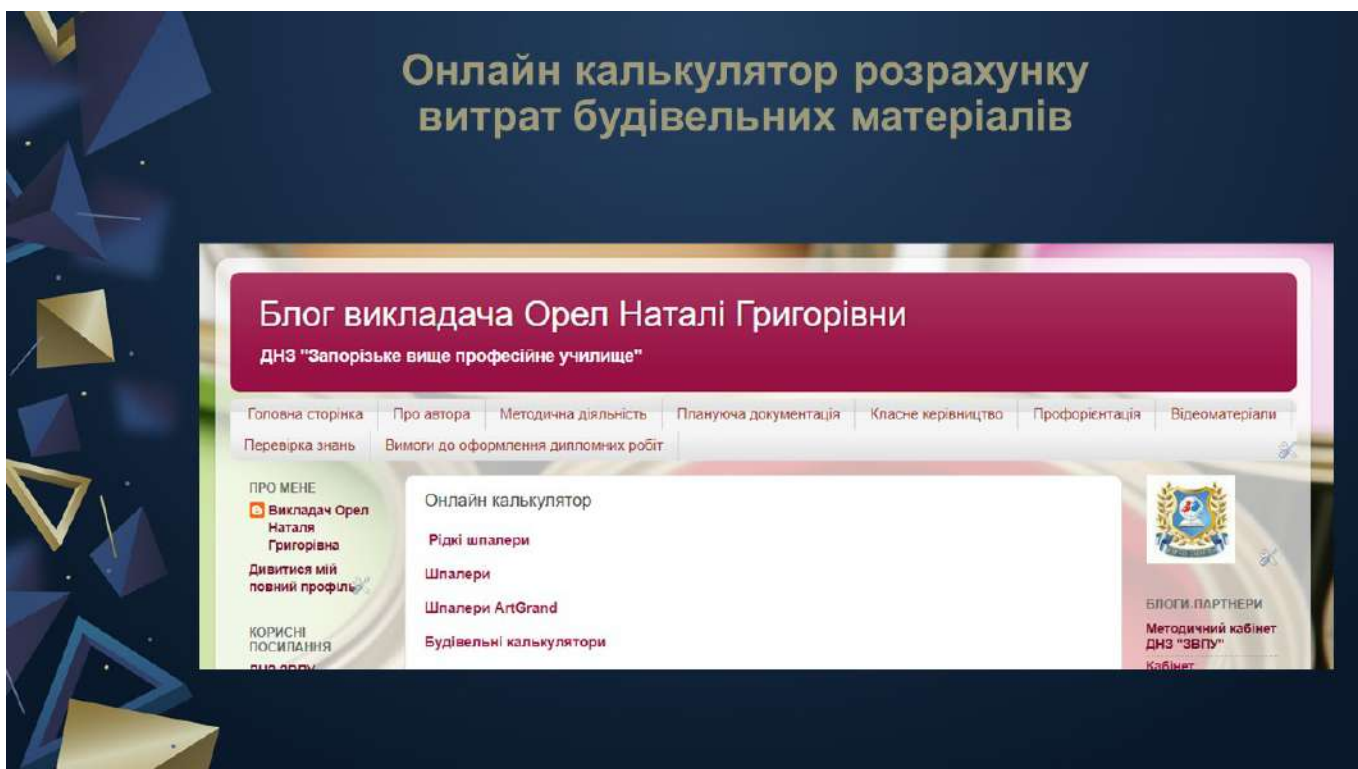 Онлайн калькулятор розрахунку
витрат будівельних матеріалів
Блог викладача Орел Наталі Григорівни
ДНЗ "Запорізьке вище професійне училище"
Головна сторінка Про автора Методична діяльність Плануюча документація Класне керівництво Профорієнтація Відеоматеріали
Перевірка знань Вимоги до оформлення дипломних робіт
ПРО МЕНЕ
Викладач Орел
Наталя
Григорівна
Дивитися мій
повний профіль
КОРИСНІ
ПОСИЛАННЯ
Онлайн калькулятор
Рідкі шпалери
Шпалери
Шпалери ArtGrand
Будівельні калькулятори
БЛОГИ-ПАРТНЕРИ
Методичний кабінет
ДНЗ "ЗВПУ"
Кабінет